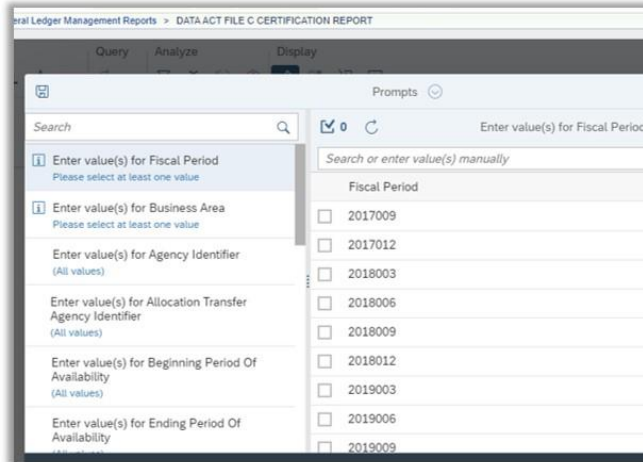 eral Ledger Management Reports > DATA ACT FILE C CERTIFICATION REPORT
Query Analyze Display
Prompts
Search
0
Enter value(s) for Fiscal Period
Enter value(s) for Fiscal Period
Please select at least one value
Enter value(s) for Business Area
Please select at least one value
Enter value(s) for Agency Identifier
(All values)
Enter value(s) for Allocation Transfer
Agency Identifier
(All values)
Enter value(s) for Beginning Period Of
Availability
(All values)
Enter value(s) for Ending Period Of
Availability
Search or enter value(s) manually
Fiscal Period
2017009
2017012
2018003
2018006
2018009
2018012
2019003
2019006
2019009